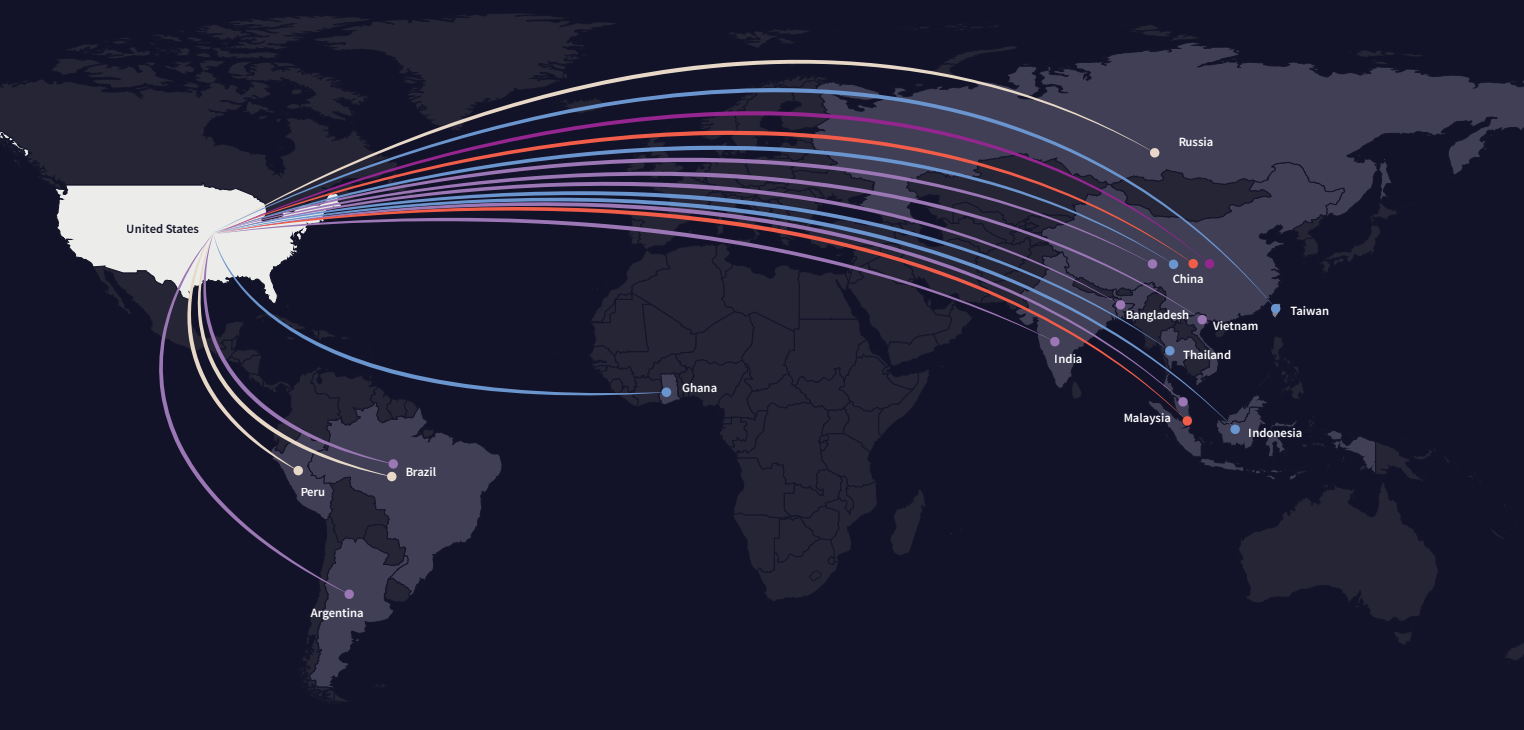 Russia
United States
China
Taiwan
Bangladesh
Vietnam
Thailand
India
Ghana
Malaysia
Indonesia
Brazil
Peru
Argentina